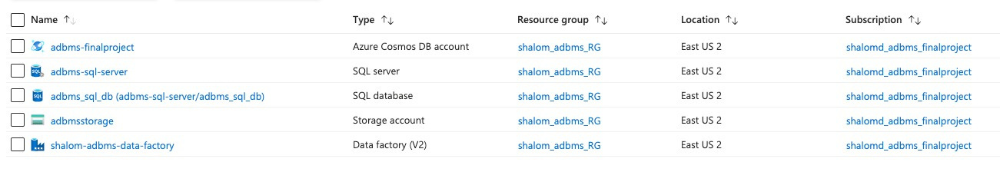 Name ↑↓ Type ↑↓ Resource group ↑↓ Location ↑↓ Subscription ↑↓
adbms-finalproject Azure Cosmos DB account shalom_adbms_RG East US 2 shalomd_adbms_finalproject
SQL adbms-sql-server SQL server shalom_adbms_RG East US 2 shalomd_adbms_finalproject
SQL adbms_sql_db (adbms-sql-server/adbms_sql_db) SQL database shalom_adbms_RG East US 2 shalomd_adbms_finalproject
adbmsstorage Storage account shalom_adbms_RG East US 2 shalomd_adbms_finalproject
shalom-adbms-data-factory Data factory (V2) shalom_adbms_RG East US 2 shalomd_adbms_finalproject